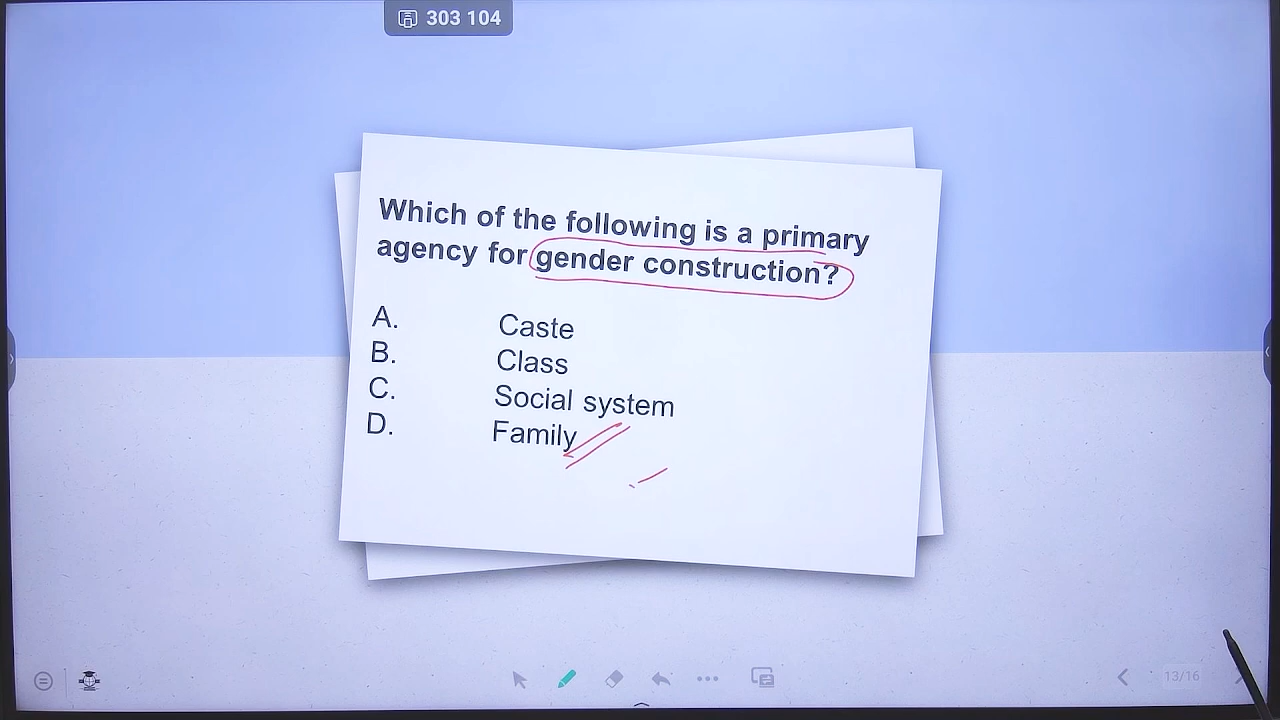 303 104
Which of the following is a primary
agency for gender construction?
A. Caste
B. Class
C. Social system
D. Family
13/16